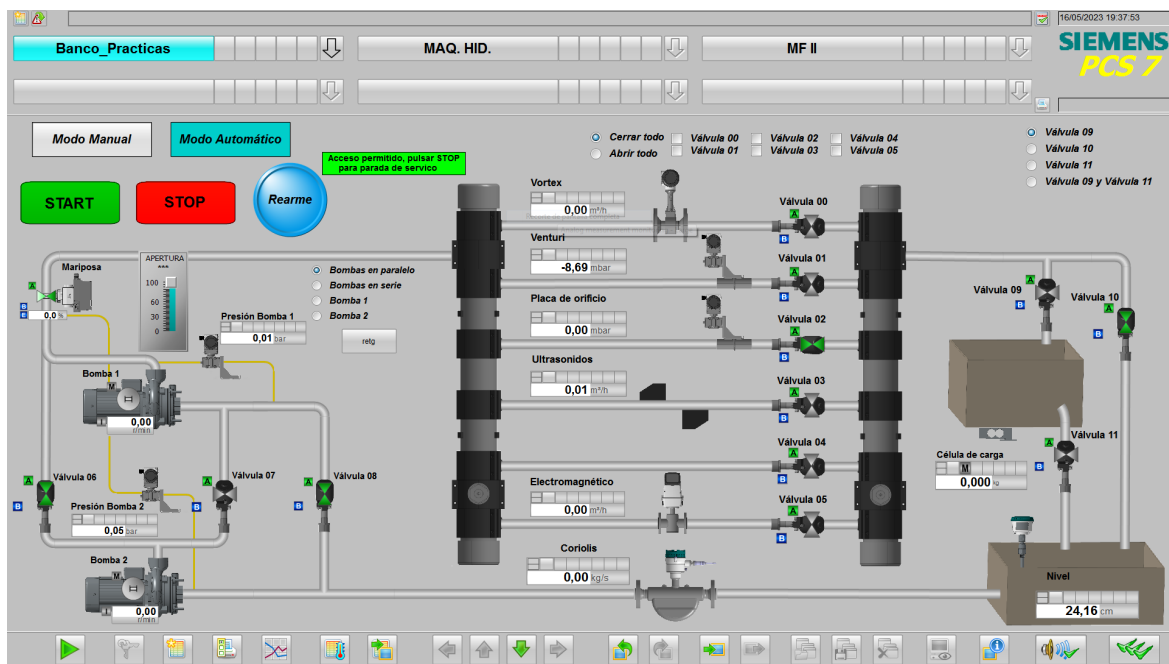 16/05/2023 19:37:53
Banco_Practicas
MAQ. HID.
MF II
SIEMENS
PCS 7
Modo Manual
Modo Automático
Acceso permitido, pulsar STOP
para parada de servico
START
STOP
Rearme
Cerrar todo
Abrir todo
Válvula 00
Válvula 02
Válvula 04
Válvula 01
Válvula 03
Válvula 05
Válvula 09
Válvula 10
Válvula 11
Válvula 09 y Válvula 11
Mariposa
A
B
E
0,0 %
APERTURA
***
100
60
30
0
Bombas en paralelo
Bombas en serie
Bomba 1
Bomba 2
retg
Presión Bomba 1
0,01 bar
Bomba 1
M
0,00
r/min
Válvula 06
A
B
Válvula 07
A
B
Válvula 08
A
B
Presión Bomba 2
0,05 bar
Bomba 2
M
0,00
r/min
Vortex
0,00 m³/h
Venturi
-8,69 mbar
Placa de orificio
0,00 mbar
Ultrasonidos
0,01 m³/h
Electromagnético
0,00 m³/h
Coriolis
0,00 kg/s
Válvula 00
A
B
Válvula 01
A
B
Válvula 02
A
B
Válvula 03
A
B
Válvula 04
A
B
Válvula 05
A
B
Válvula 09
A
B
Válvula 10
A
B
Válvula 11
A
B
Célula de carga
M
0,000 kg
Nivel
24,16 cm